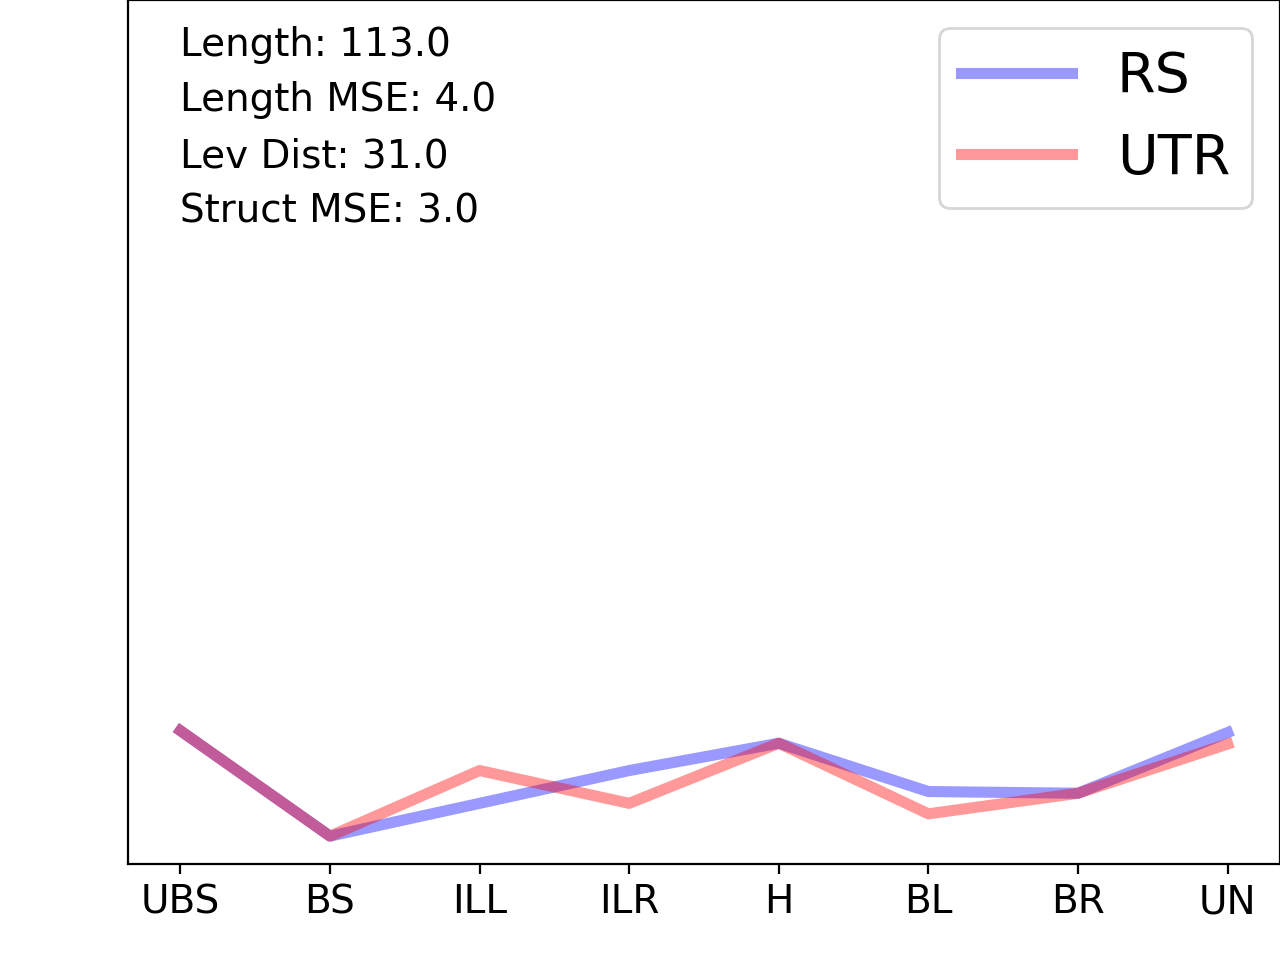 Length: 113.0
Length MSE: 4.0
Lev Dist: 31.0
Struct MSE: 3.0
RS
UTR
UBS BS ILL ILR H BL BR UN